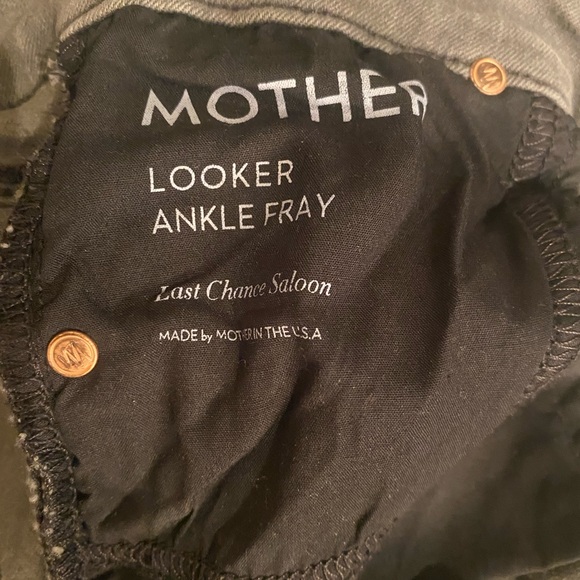 MOTHER
LOOKER
ANKLE FRAY
Last Chance Saloon
MADE by MOTHER IN THE U.S.A